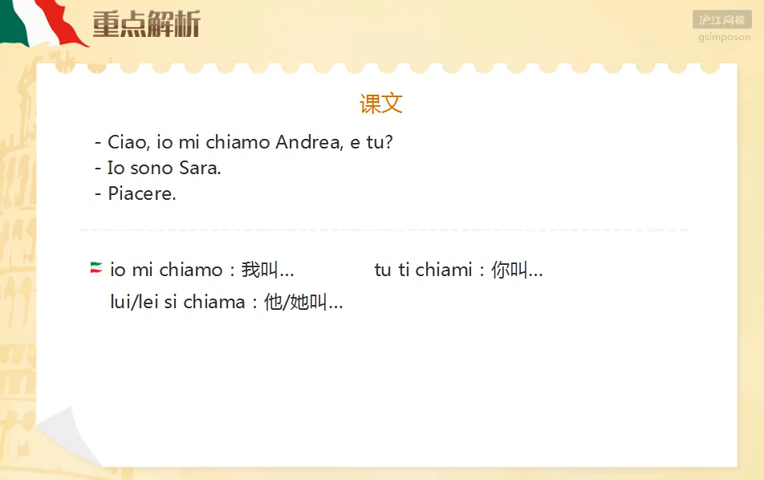 重点解析
沪江网校
gsimposon
课文
- Ciao, io mi chiamo Andrea, e tu?
- Io sono Sara.
- Piacere.
io mi chiamo：我叫… tu ti chiami：你叫…
lui/lei si chiama：他/她叫…